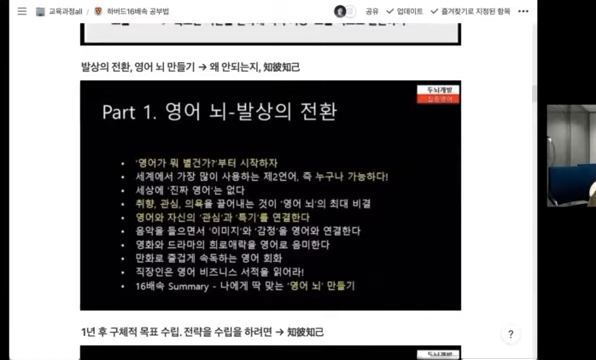 교육과정all / 하버드16배속 공부법
공유 업데이트 즐겨찾기로 지정된 항목
발상의 전환, 영어 뇌 만들기 → 왜 안되는지, 知彼知己
두뇌개발
집중영어
Part 1. 영어 뇌-발상의 전환
• '영어가 뭐 별건가?'부터 시작하자
• 세계에서 가장 많이 사용하는 제2언어, 즉 누구나 가능하다!
• 세상에 '진짜 영어'는 없다
• 취향, 관심, 의욕을 끌어내는 것이 '영어 뇌'의 최대 비결
• 영어와 자신의 '관심'과 '특기'를 연결한다
• 음악을 들으면서 '이미지'와 '감정'을 영어와 연결한다
• 영화와 드라마의 희로애락을 영어로 음미한다
• 만화로 즐겁게 속독하는 영어 회화
• 직장인은 영어 비즈니스 서적을 읽어라!
• 16배속 Summary - 나에게 딱 맞는 '영어 뇌' 만들기
1년 후 구체적 목표 수립. 전략을 수립을 하려면 → 知彼知己
?
두뇌개발